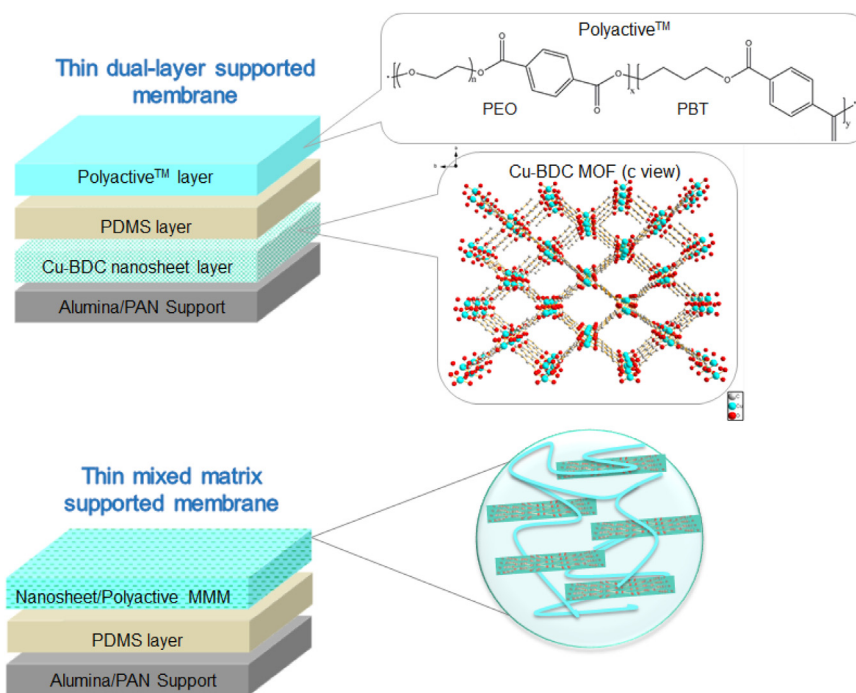 Thin dual-layer supported
membrane
Polyactive™ layer
PDMS layer
Cu-BDC nanosheet layer
Alumina/PAN Support
Polyactive™
O
O
O
n
O
O
x
O
O
y
PEO
PBT
Cu-BDC MOF (c view)
C
Cu
O
Thin mixed matrix
supported membrane
Nanosheet/Polyactive MMM
PDMS layer
Alumina/PAN Support